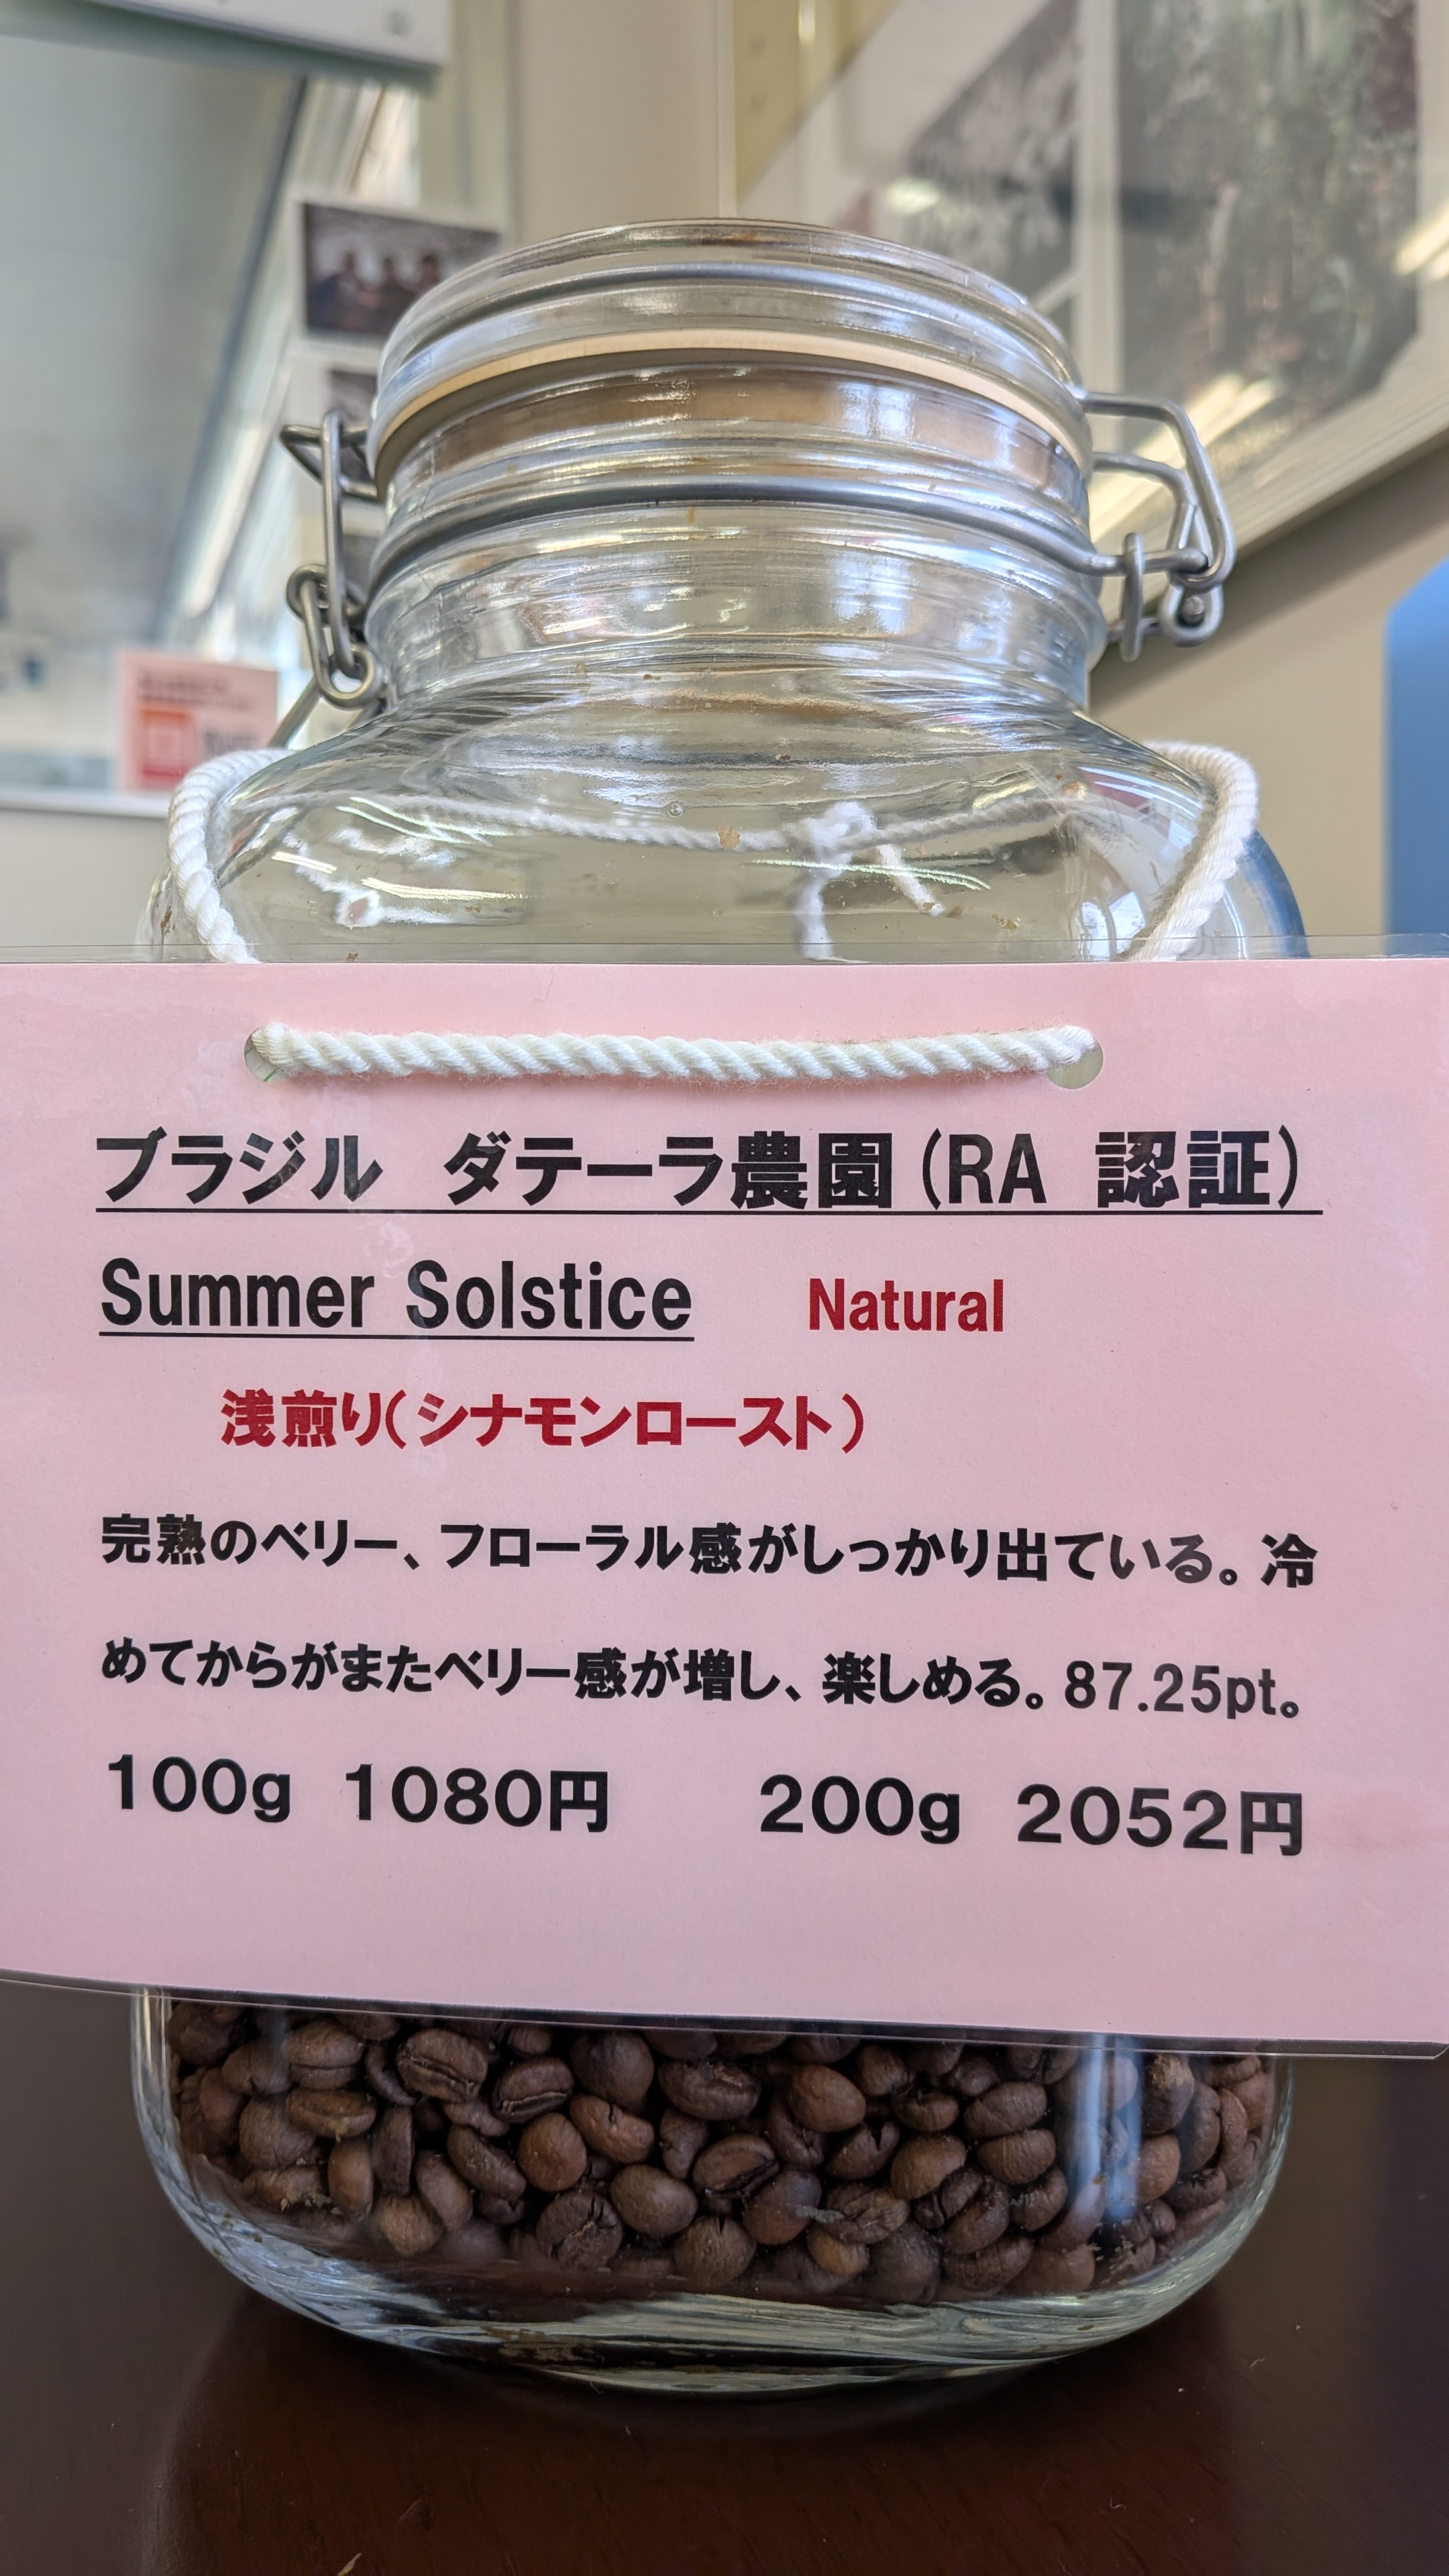 ブラジル　ダテーラ農園(RA　認証)
Summer Solstice　Natural
浅煎り(シナモンロースト)
完熟のベリー、フローラル感がしっかり出ている。冷
めてからがまたベリー感が増し、楽しめる。87.25pt。
100g　1080円　200g　2052円